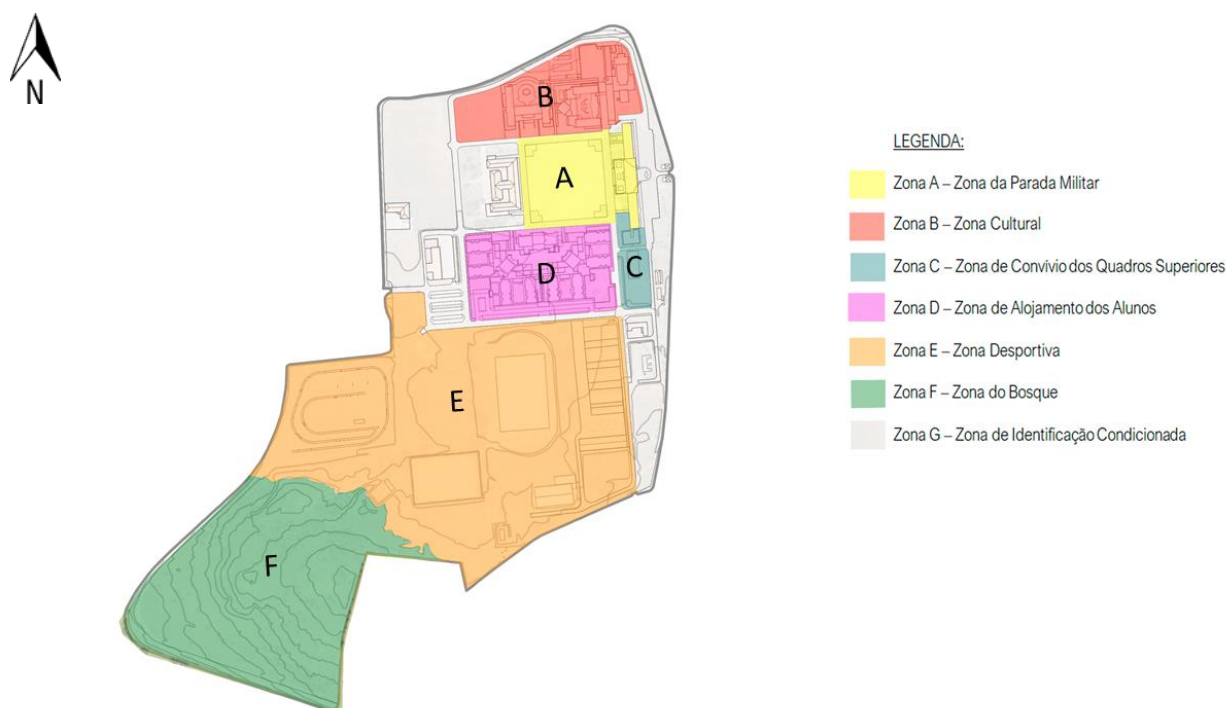 N
B
A
C
D
E
F
LEGENDA:
Zona A – Zona da Parada Militar
Zona B – Zona Cultural
Zona C – Zona de Convívio dos Quadros Superiores
Zona D – Zona de Alojamento dos Alunos
Zona E – Zona Desportiva
Zona F – Zona do Bosque
Zona G – Zona de Identificação Condicionada